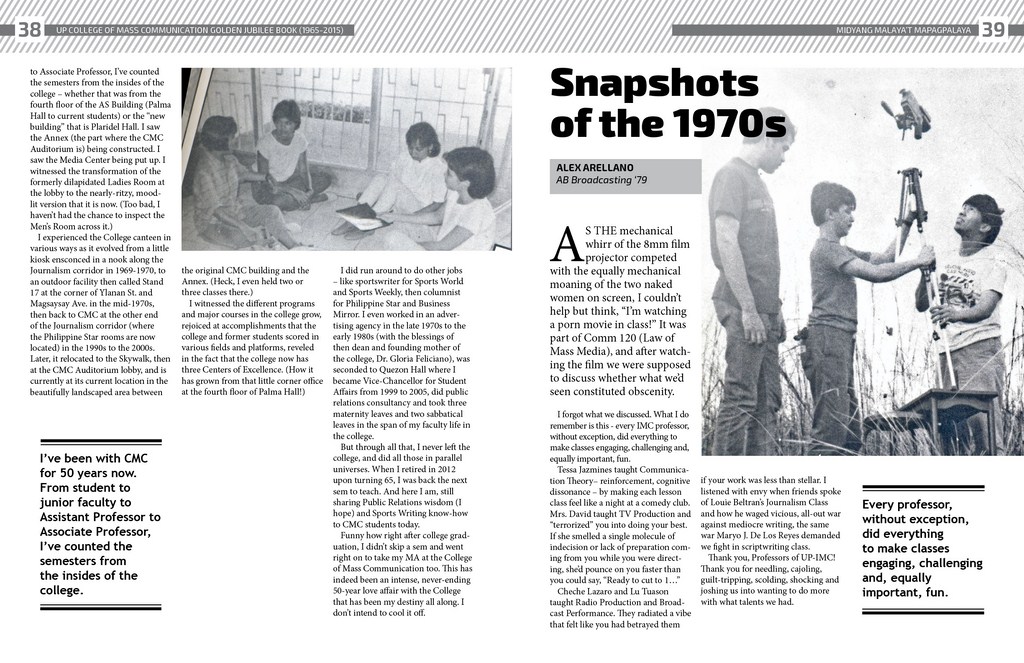 38
UP COLLEGE OF MASS COMMUNICATION GOLDEN JUBILEE BOOK (1965-2015)
to Associate Professor, I've counted
the semesters from the insides of the
college – whether that was from the
fourth floor of the AS Building (Palma
Hall to current students) or the "new
building" that is Plaridel Hall. I saw
the Annex (the part where the CMC
Auditorium is) being constructed. I
saw the Media Center being put up. I
witnessed the transformation of the
formerly dilapidated Ladies Room at
the lobby to the nearly-ritzy, mood-
lit version that it is now. (Too bad, I
haven't had the chance to inspect the
Men's Room across it.)
I experienced the College canteen in
various ways as it evolved from a little
kiosk ensconced in a nook along the
Journalism corridor in 1969-1970, to
an outdoor facility then called Stand
17 at the corner of Ylanan St. and
Magsaysay Ave. in the mid-1970s,
then back to CMC at the other end
of the Journalism corridor (where
the Philippine Star rooms are now
located) in the 1990s to the 2000s.
Later, it relocated to the Skywalk, then
at the CMC Auditorium lobby, and is
currently at its current location in the
beautifully landscaped area between
I've been with CMC
for 50 years now.
From student to
junior faculty to
Assistant Professor to
Associate Professor,
I've counted the
semesters from
the insides of the
college.
the original CMC building and the
Annex. (Heck, I even held two or
three classes there.)
I witnessed the different programs
and major courses in the college grow,
rejoiced at accomplishments that the
college and former students scored in
various fields and platforms, reveled
in the fact that the college now has
three Centers of Excellence. (How it
has grown from that little corner office
at the fourth floor of Palma Hall!)
I did run around to do other jobs
– like sportswriter for Sports World
and Sports Weekly, then columnist
for Philippine Star and Business
Mirror. I even worked in an adver-
tising agency in the late 1970s to the
early 1980s (with the blessings of
then dean and founding mother of
the college, Dr. Gloria Feliciano), was
seconded to Quezon Hall where I
became Vice-Chancellor for Student
Affairs from 1999 to 2005, did public
relations consultancy and took three
maternity leaves and two sabbatical
leaves in the span of my faculty life in
the college.
But through all that, I never left the
college, and did all those in parallel
universes. When I retired in 2012
upon turning 65, I was back the next
sem to teach. And here I am, still
sharing Public Relations wisdom (I
hope) and Sports Writing know-how
to CMC students today.
Funny how right after college grad-
uation, I didn't skip a sem and went
right on to take my MA at the College
of Mass Communication too. This has
indeed been an intense, never-ending
50-year love affair with the College
that has been my destiny all along. I
don't intend to cool it off.
MIDYANG MALAYA'T MAPAGPALAYA
39
Snapshots
of the 1970s
ALEX ARELLANO
AB Broadcasting '79
AS THE mechanical
whirr of the 8mm film
projector competed
with the equally mechanical
moaning of the two naked
women on screen, I couldn't
help but think, "I'm watching
a porn movie in class!" It was
part of Comm 120 (Law of
Mass Media), and after watch-
ing the film we were supposed
to discuss whether what we'd
seen constituted obscenity.
I forgot what we discussed. What I do
remember is this - every IMC professor,
without exception, did everything to
make classes engaging, challenging and,
equally important, fun.
Tessa Jazmines taught Communica-
tion Theory– reinforcement, cognitive
dissonance – by making each lesson
class feel like a night at a comedy club.
Mrs. David taught TV Production and
"terrorized" you into doing your best.
If she smelled a single molecule of
indecision or lack of preparation com-
ing from you while you were direct-
ing, she'd pounce on you faster than
you could say, "Ready to cut to 1…"
Cheche Lazaro and Lu Tuason
taught Radio Production and Broad-
cast Performance. They radiated a vibe
that felt like you had betrayed them
if your work was less than stellar. I
listened with envy when friends spoke
of Louie Beltran's Journalism Class
and how he waged vicious, all-out war
against mediocre writing, the same
war Maryo J. De Los Reyes demanded
we fight in scriptwriting class.
Thank you, Professors of UP-IMC!
Thank you for needling, cajoling,
guilt-tripping, scolding, shocking and
joshing us into wanting to do more
with what talents we had.
Every professor,
without exception,
did everything
to make classes
engaging, challenging
and, equally
important, fun.